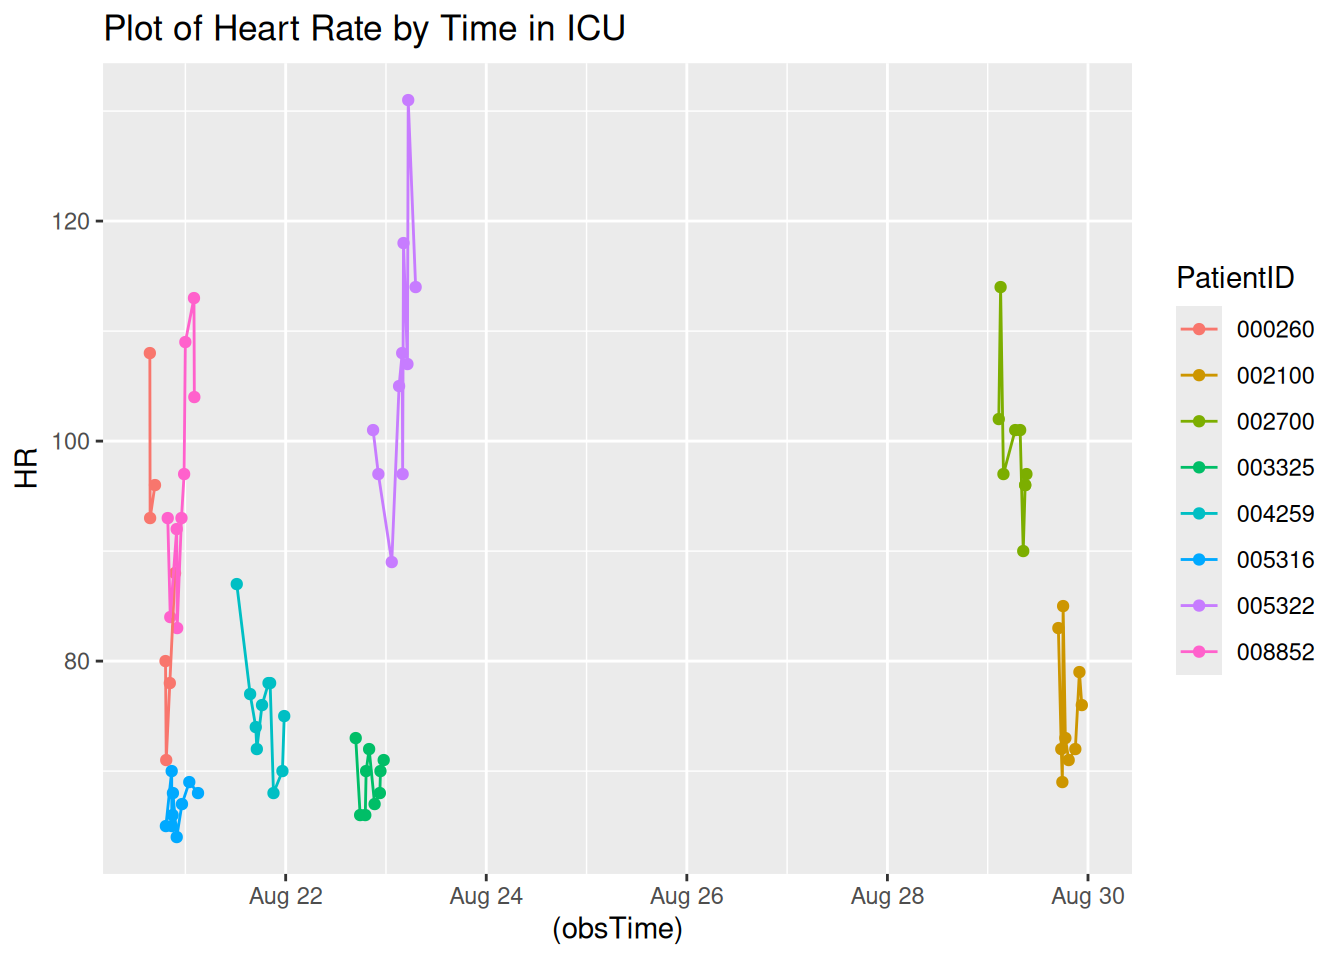 Plot of Heart Rate by Time in ICU
120
100
80
HR
Aug 22
Aug 24
Aug 26
Aug 28
Aug 30
(obsTime)
PatientID
000260
002100
002700
003325
004259
005316
005322
008852